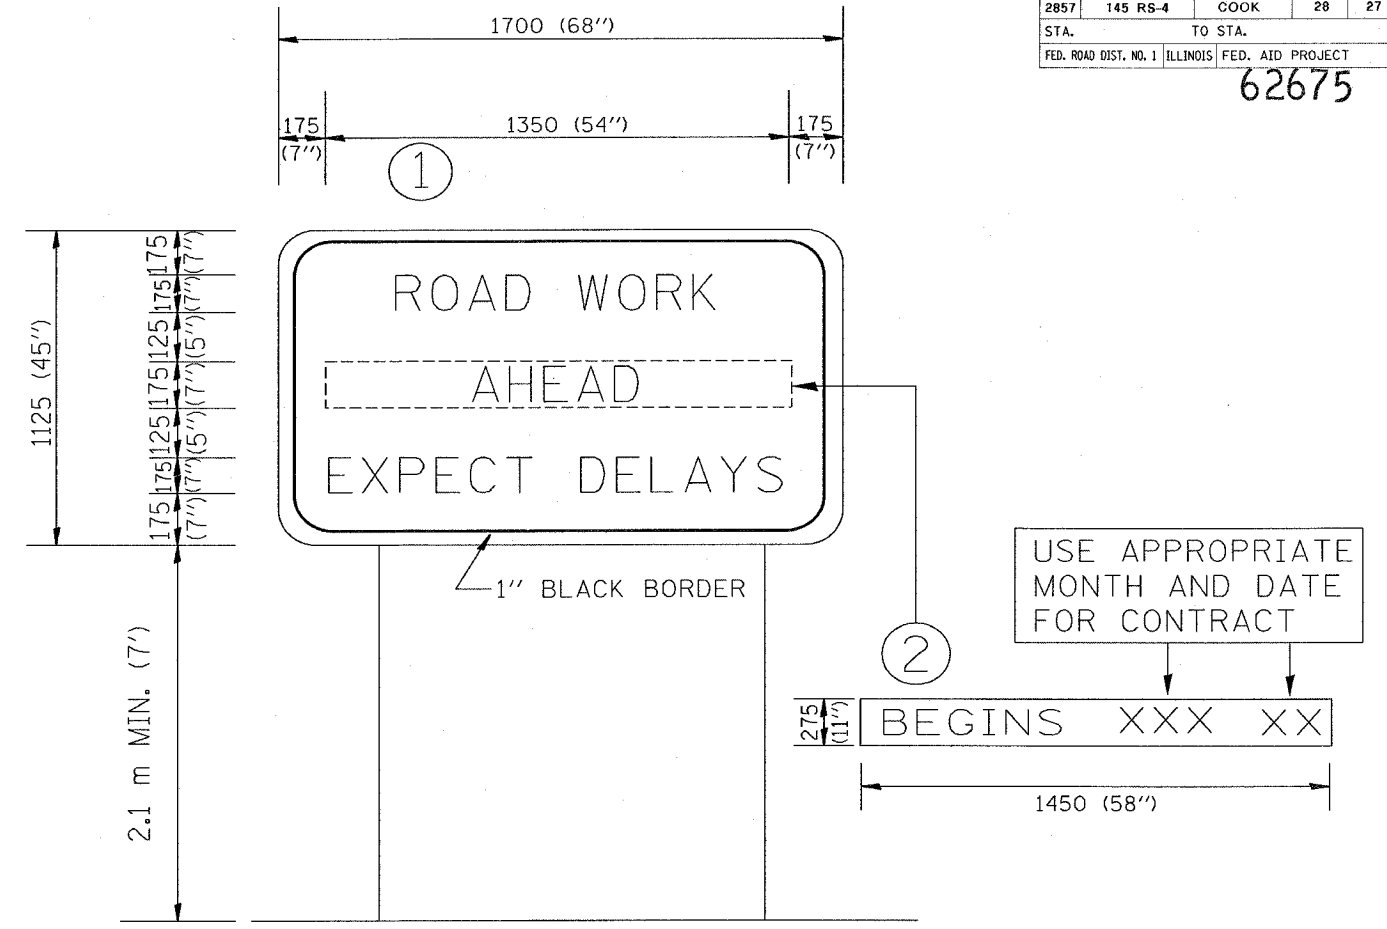 2857 145 RS-4 COOK 28 27
STA. TO STA.
FED. ROAD DIST. NO. 1 ILLINOIS FED. AID PROJECT
62675
1700 (68")
175 (7")
1350 (54")
175 (7")
1
1125 (45")
175 (7")
175 (7")
125 (5")
175 (7")
125 (5")
175 (7")
175 (7")
ROAD WORK
AHEAD
EXPECT DELAYS
1" BLACK BORDER
2.1 m MIN. (7')
USE APPROPRIATE
MONTH AND DATE
FOR CONTRACT
2
275 (11")
BEGINS XXX XX
1450 (58")